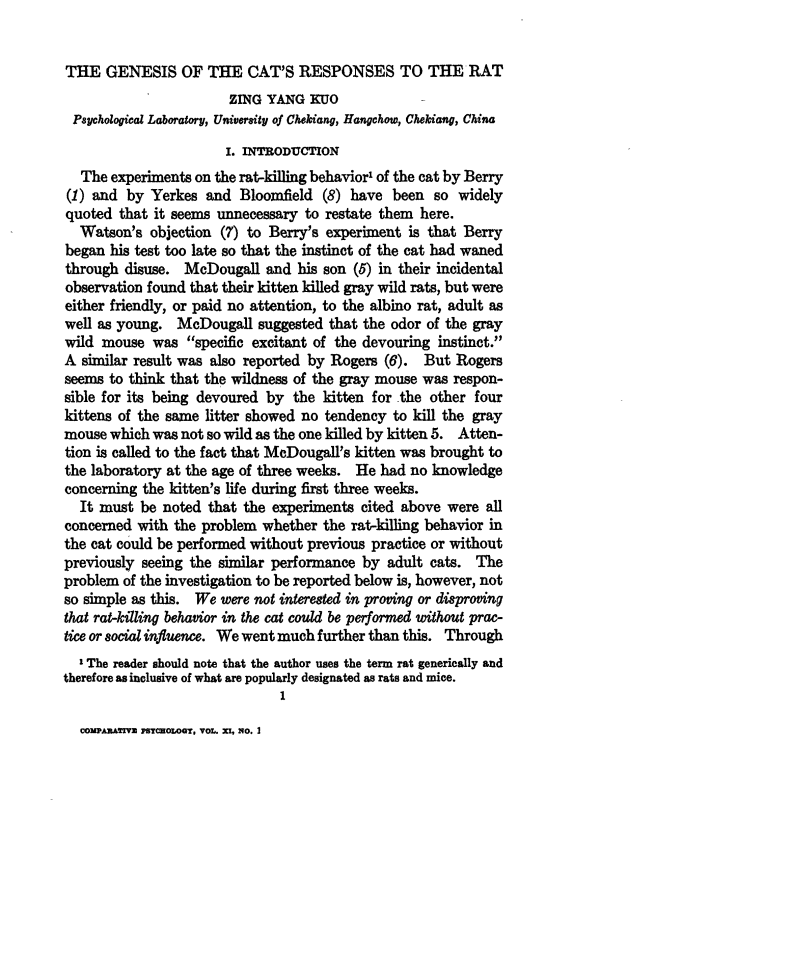 THE GENESIS OF THE CAT'S RESPONSES TO THE RAT
ZING YANG KUO
Psychological Laboratory, University of Chekiang, Hangchow, Chekiang, China
I. INTRODUCTION
The experiments on the rat-killing behavior¹ of the cat by Berry
(1) and by Yerkes and Bloomfield (8) have been so widely
quoted that it seems unnecessary to restate them here.
Watson's objection (7) to Berry's experiment is that Berry
began his test too late so that the instinct of the cat had waned
through disuse. McDougall and his son (5) in their incidental
observation found that their kitten killed gray wild rats, but were
either friendly, or paid no attention, to the albino rat, adult as
well as young. McDougall suggested that the odor of the gray
wild mouse was "specific excitant of the devouring instinct."
A similar result was also reported by Rogers (6). But Rogers
seems to think that the wildness of the gray mouse was respon-
sible for its being devoured by the kitten for the other four
kittens of the same litter showed no tendency to kill the gray
mouse which was not so wild as the one killed by kitten 5. Atten-
tion is called to the fact that McDougall's kitten was brought to
the laboratory at the age of three weeks. He had no knowledge
concerning the kitten's life during first three weeks.
It must be noted that the experiments cited above were all
concerned with the problem whether the rat-killing behavior in
the cat could be performed without previous practice or without
previously seeing the similar performance by adult cats. The
problem of the investigation to be reported below is, however, not
so simple as this. We were not interested in proving or disproving
that rat-killing behavior in the cat could be performed without prac-
tice or social influence. We went much further than this. Through
¹ The reader should note that the author uses the term rat generically and
therefore as inclusive of what are popularly designated as rats and mice.
1
COMPARATIVE PSYCHOLOGY, VOL. XI, NO. 1